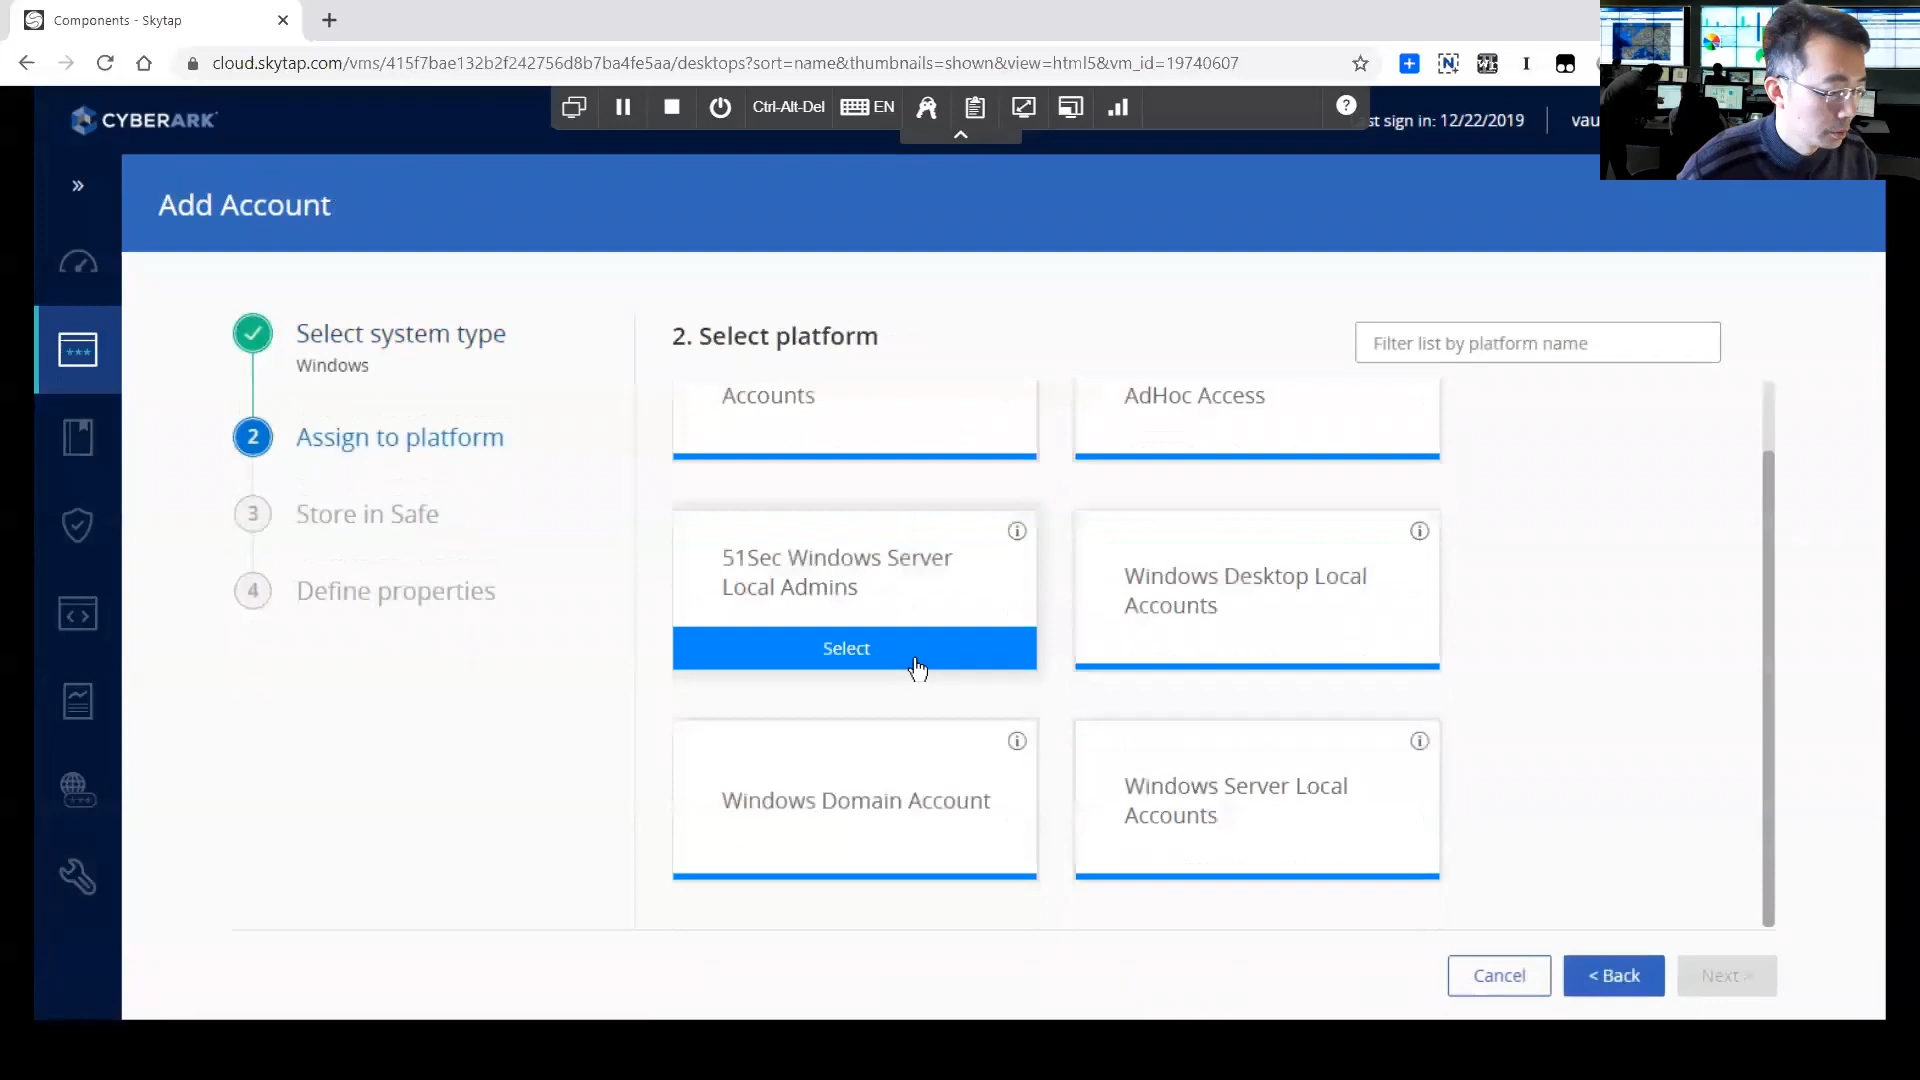 Components - Skytap
cloud.skytap.com/vms/415f7bae132b2f242756d8b7ba4fe5aa/desktops?sort=name&thumbnails=shown&view=html5&vm_id=19740607
CYBERARK
Ctrl-Alt-Del
EN
st sign in: 12/22/2019
vau
Add Account
Select system type
Windows
2
Assign to platform
3
Store in Safe
4
Define properties
2. Select platform
Filter list by platform name
Accounts
AdHoc Access
51Sec Windows Server
Local Admins
Select
Windows Desktop Local
Accounts
Windows Domain Account
Windows Server Local
Accounts
Cancel
< Back
Next >